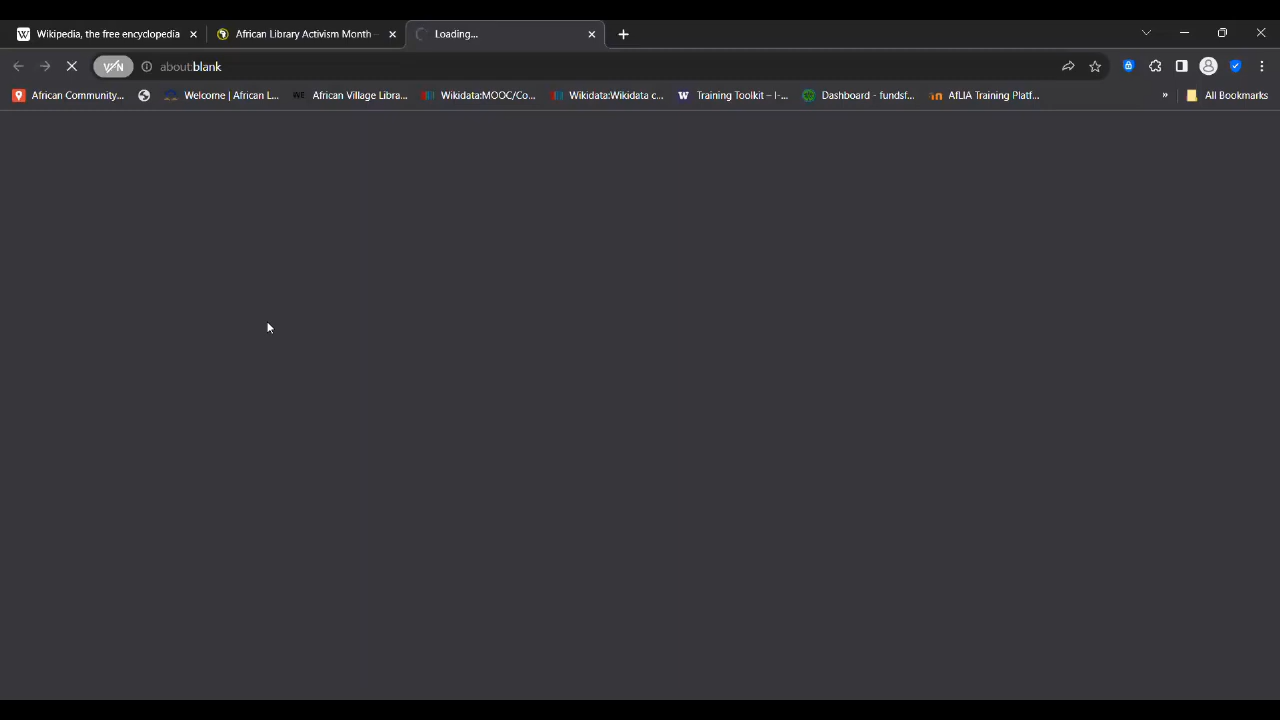 Wikipedia, the free encyclopedia African Library Activism Month Loading...
about:blank
African Community... Welcome | African L... African Village Libra... Wikidata:MOOC/Co... Wikidata:Wikidata c... Training Toolkit – I-... Dashboard - fundsf... AfLIA Training Platf... » All Bookmarks